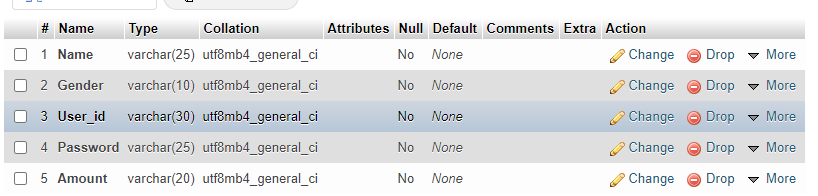 # Name Type Collation Attributes Null Default Comments Extra Action
1 Name varchar(25) utf8mb4_general_ci No None Change Drop More
2 Gender varchar(10) utf8mb4_general_ci No None Change Drop More
3 User_id varchar(30) utf8mb4_general_ci No None Change Drop More
4 Password varchar(25) utf8mb4_general_ci No None Change Drop More
5 Amount varchar(20) utf8mb4_general_ci No None Change Drop More